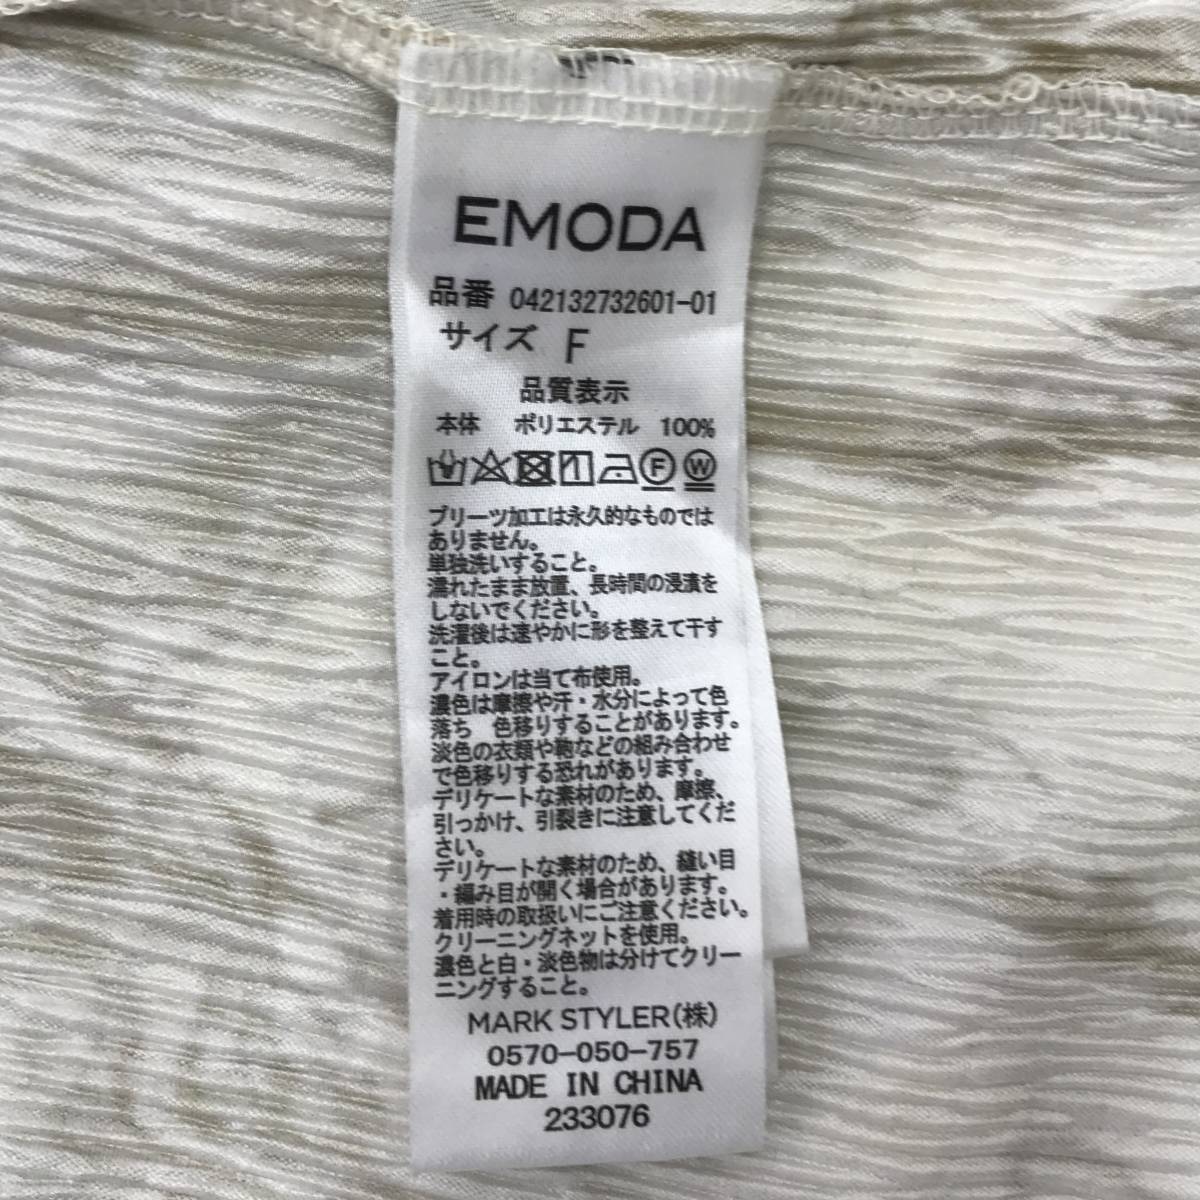 EMODA
品番 042132732601-01
サイズ F
品質表示
本体 ポリエステル 100%
F W
プリーツ加工は永久的なものでは
ありません。
単独洗いすること。
濡れたまま放置、長時間の浸漬を
しないでください。
洗濯後は速やかに形を整えて干す
こと。
アイロンは当て布使用。
濃色は摩擦や汗・水分によって色
落ち 色移りすることがあります。
淡色の衣類や鞄などの組み合わせ
で色移りする恐れがあります。
デリケートな素材のため、摩擦、
引っかけ、引裂きに注意してくだ
さい。
デリケートな素材のため、縫い目
・編み目が開く場合があります。
着用時の取扱いにご注意ください。
クリーニングネットを使用。
濃色と白・淡色物は分けてクリー
ニングすること。
MARK STYLER(株)
0570-050-757
MADE IN CHINA
233076